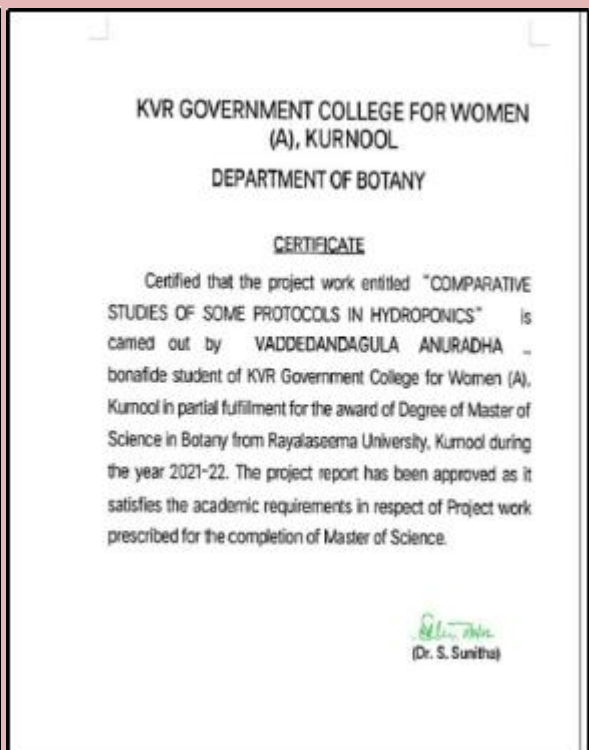 KVR GOVERNMENT COLLEGE FOR WOMEN
(A), KURNOOL
DEPARTMENT OF BOTANY
CERTIFICATE
Certified that the project work entitled "COMPARATIVE
STUDIES OF SOME PROTOCOLS IN HYDROPONICS" is
carried out by VADDEDANDAGULA ANURADHA
bonafide student of KVR Government College for Women (A),
Kurnool in partial fulfillment for the award of Degree of Master of
Science in Botany from Rayalaseema University, Kurnool during
the year 2021-22. The project report has been approved as it
satisfies the academic requirements in respect of Project work
prescribed for the completion of Master of Science.
(Dr. S. Sunitha)